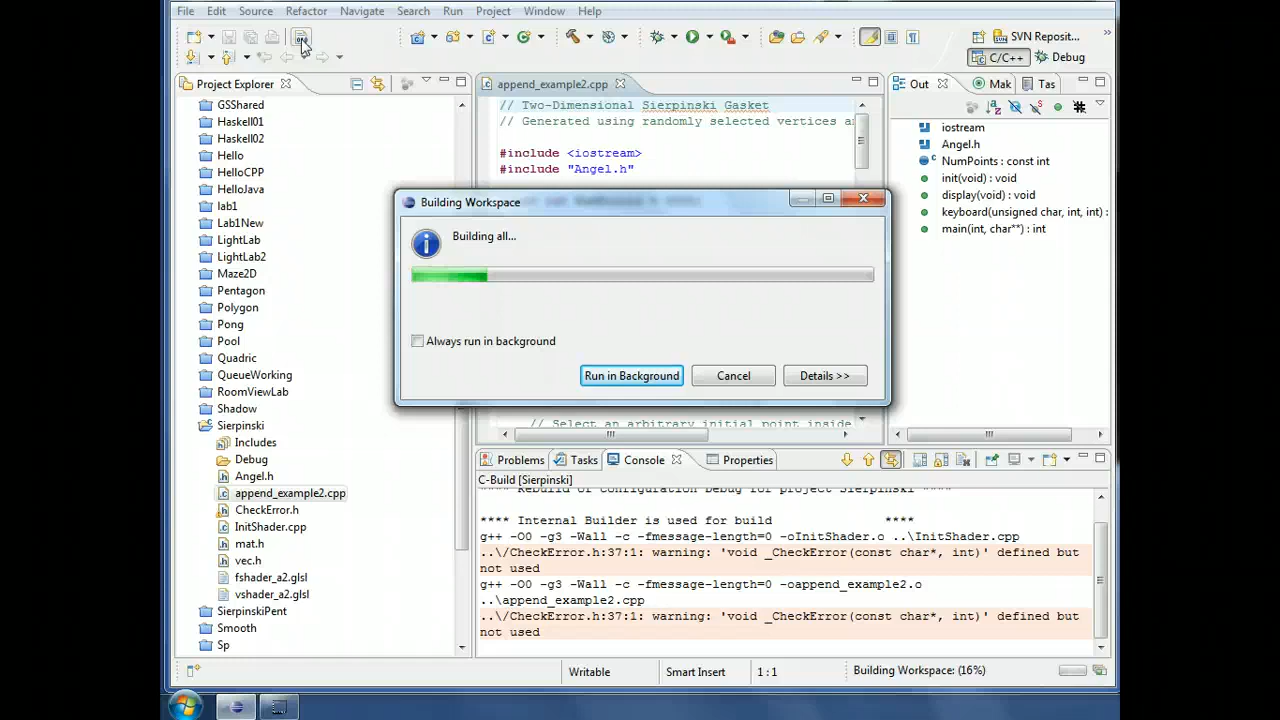 File Edit Source Refactor Navigate Search Run Project Window Help
SVN Reposit...
C/C++ Debug
Project Explorer
GSShared
Haskell01
Haskell02
Hello
HelloCPP
HelloJava
lab1
Lab1New
LightLab
LightLab2
Maze2D
Pentagon
Polygon
Pong
Pool
Quadric
QueueWorking
RoomViewLab
Shadow
Sierpinski
Includes
Debug
Angel.h
append_example2.cpp
CheckError.h
InitShader.cpp
mat.h
vec.h
fshader_a2.glsl
vshader_a2.glsl
SierpinskiPent
Smooth
Sp
append_example2.cpp
// Two-Dimensional Sierpinski Gasket
// Generated using randomly selected vertices a
#include <iostream>
#include "Angel.h"
// Select an arbitrary initial point inside
Building Workspace
Building all...
Always run in background
Run in Background Cancel Details >>
Out Mak Tas
iostream
Angel.h
NumPoints : const int
init(void) : void
display(void) : void
keyboard(unsigned char, int, int) :
main(int, char**) : int
Problems Tasks Console Properties
C-Build [Sierpinski]
**** Rebuild of configuration Debug for project Sierpinski ****
**** Internal Builder is used for build ****
g++ -O0 -g3 -Wall -c -fmessage-length=0 -oInitShader.o ..\InitShader.cpp
..\/CheckError.h:37:1: warning: 'void _CheckError(const char*, int)' defined but
not used
g++ -O0 -g3 -Wall -c -fmessage-length=0 -oappend_example2.o
..\append_example2.cpp
..\/CheckError.h:37:1: warning: 'void _CheckError(const char*, int)' defined but
not used
Writable Smart Insert 1 : 1 Building Workspace: (16%)